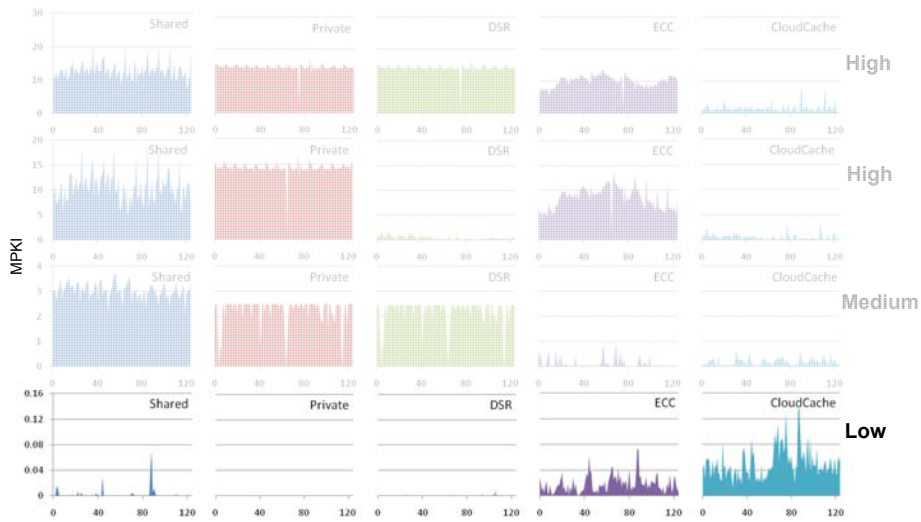 30
Shared
Private
DSR
ECC
CloudCache
20
High
10
0
0 40 80 120
0 40 80 120
0 40 80 120
0 40 80 120
0 40 80 120
20
Shared
Private
DSR
ECC
CloudCache
15
High
10
5
0
0 40 80 120
0 40 80 120
0 40 80 120
0 40 80 120
0 40 80 120
MPKI
4
Shared
Private
DSR
ECC
CloudCache
3
Medium
2
1
0
0 40 80 120
0 40 80 120
0 40 80 120
0 40 80 120
0 40 80 120
0.16
Shared
Private
DSR
ECC
CloudCache
0.12
Low
0.08
0.04
0
0 40 80 120
0 40 80 120
0 40 80 120
0 40 80 120
0 40 80 120